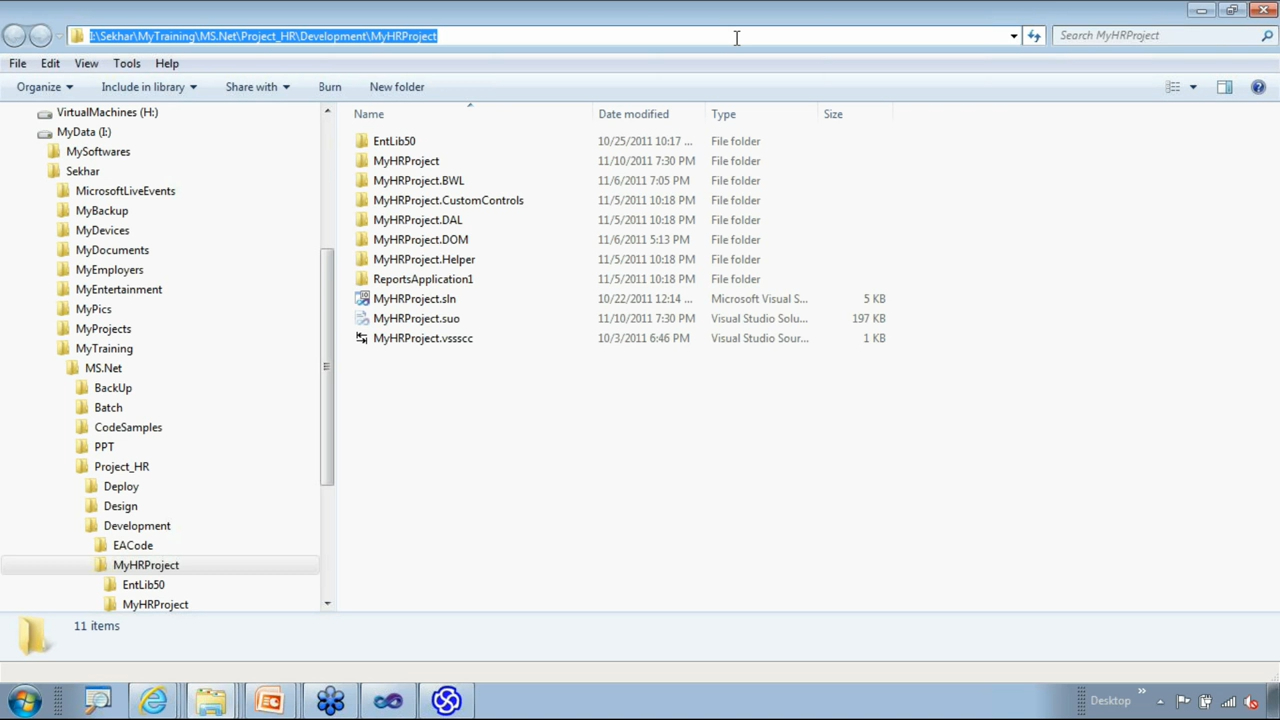 I:\Sekhar\MyTraining\MS.Net\Project_HR\Development\MyHRProject
Search MyHRProject
File Edit View Tools Help
Organize Include in library Share with Burn New folder
VirtualMachines (H:)
MyData (I:)
MySoftwares
Sekhar
MicrosoftLiveEvents
MyBackup
MyDevices
MyDocuments
MyEmployers
MyEntertainment
MyPics
MyProjects
MyTraining
MS.Net
BackUp
Batch
CodeSamples
PPT
Project_HR
Deploy
Design
Development
EACode
MyHRProject
EntLib50
MyHRProject
Name Date modified Type Size
EntLib50 10/25/2011 10:17 ... File folder
MyHRProject 11/10/2011 7:30 PM File folder
MyHRProject.BWL 11/6/2011 7:05 PM File folder
MyHRProject.CustomControls 11/5/2011 10:18 PM File folder
MyHRProject.DAL 11/5/2011 10:18 PM File folder
MyHRProject.DOM 11/6/2011 5:13 PM File folder
MyHRProject.Helper 11/5/2011 10:18 PM File folder
ReportsApplication1 11/5/2011 10:18 PM File folder
MyHRProject.sln 10/22/2011 12:14 ... Microsoft Visual S... 5 KB
MyHRProject.suo 11/10/2011 7:30 PM Visual Studio Solu... 197 KB
MyHRProject.vssscc 10/3/2011 6:46 PM Visual Studio Sour... 1 KB
11 items
Desktop